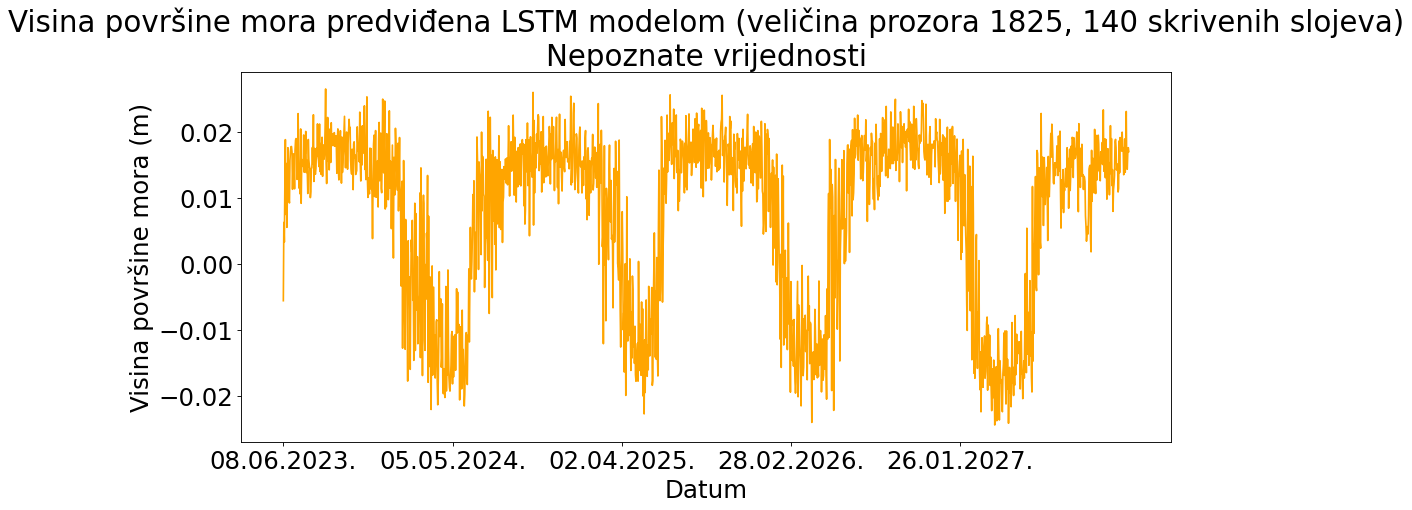 Visina površine mora predviđena LSTM modelom (veličina prozora 1825, 140 skrivenih slojeva)
Nepoznate vrijednosti
Visina površine mora (m)
0.02
0.01
0.00
−0.01
−0.02
08.06.2023. 05.05.2024. 02.04.2025. 28.02.2026. 26.01.2027.
Datum